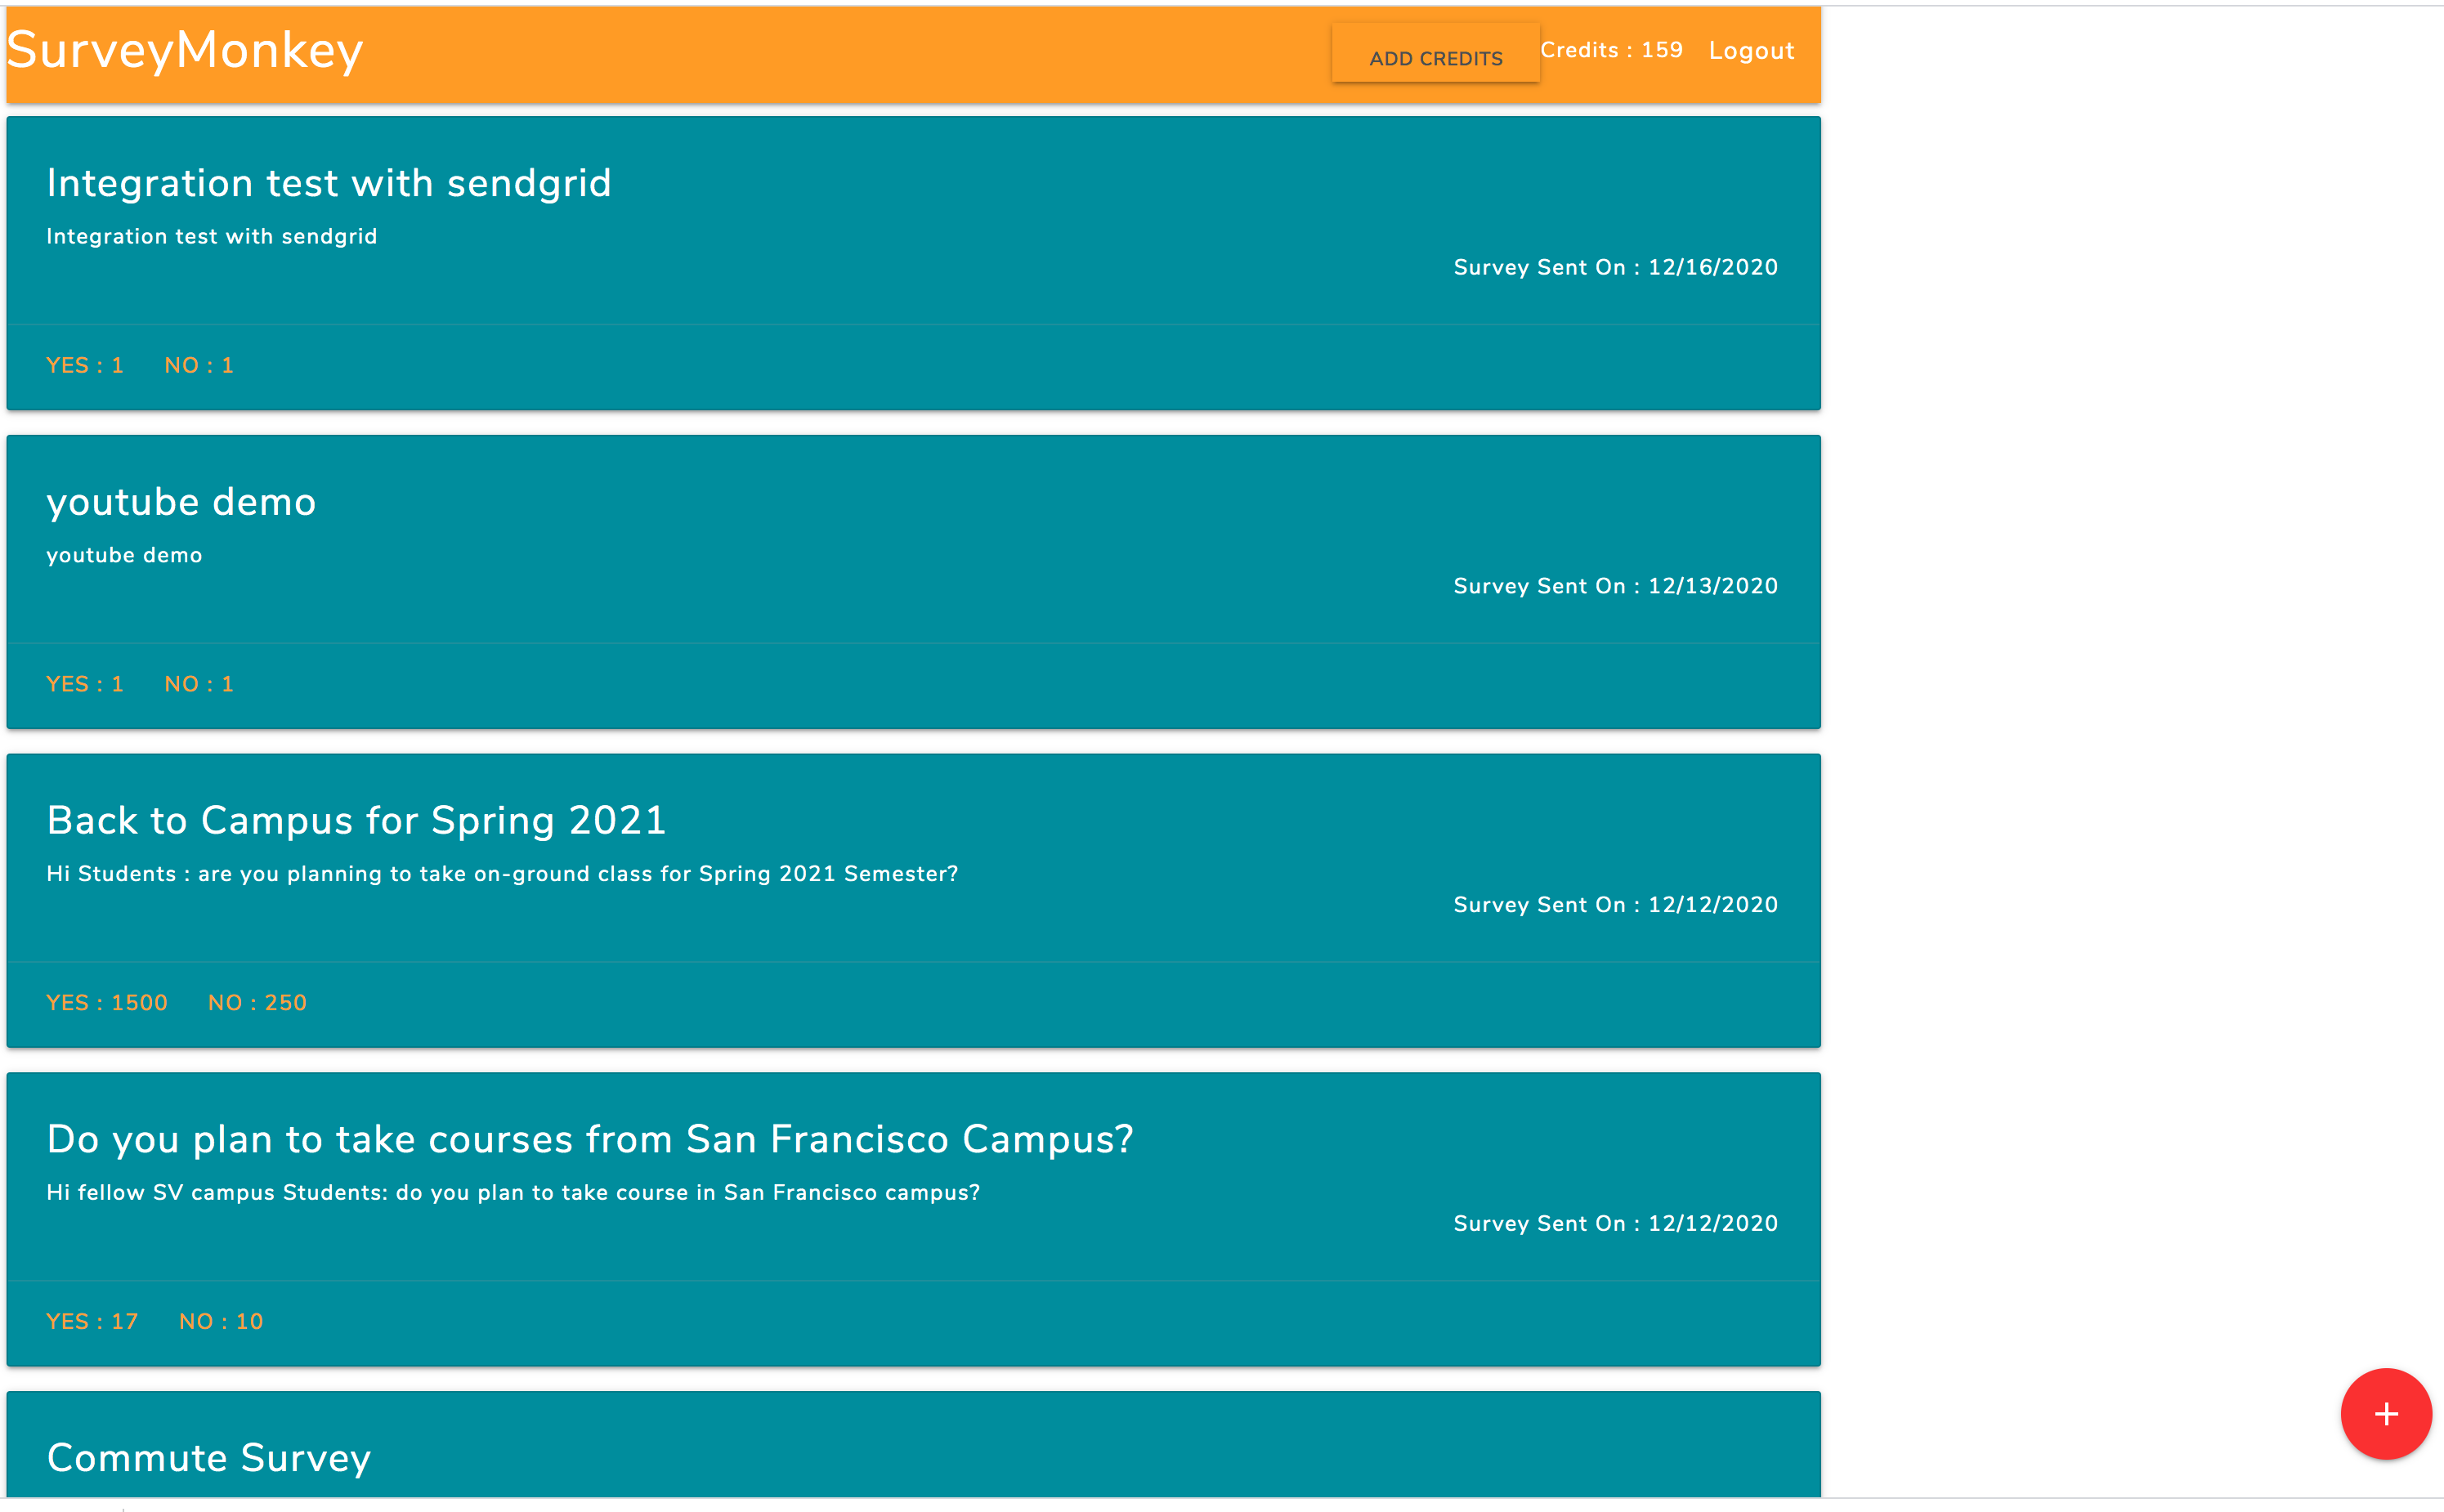 SurveyMonkey
ADD CREDITS
Credits : 159
Logout
Integration test with sendgrid
Integration test with sendgrid
Survey Sent On : 12/16/2020
YES : 1
NO : 1
youtube demo
youtube demo
Survey Sent On : 12/13/2020
YES : 1
NO : 1
Back to Campus for Spring 2021
Hi Students : are you planning to take on-ground class for Spring 2021 Semester?
Survey Sent On : 12/12/2020
YES : 1500
NO : 250
Do you plan to take courses from San Francisco Campus?
Hi fellow SV campus Students: do you plan to take course in San Francisco campus?
Survey Sent On : 12/12/2020
YES : 17
NO : 10
Commute Survey
+